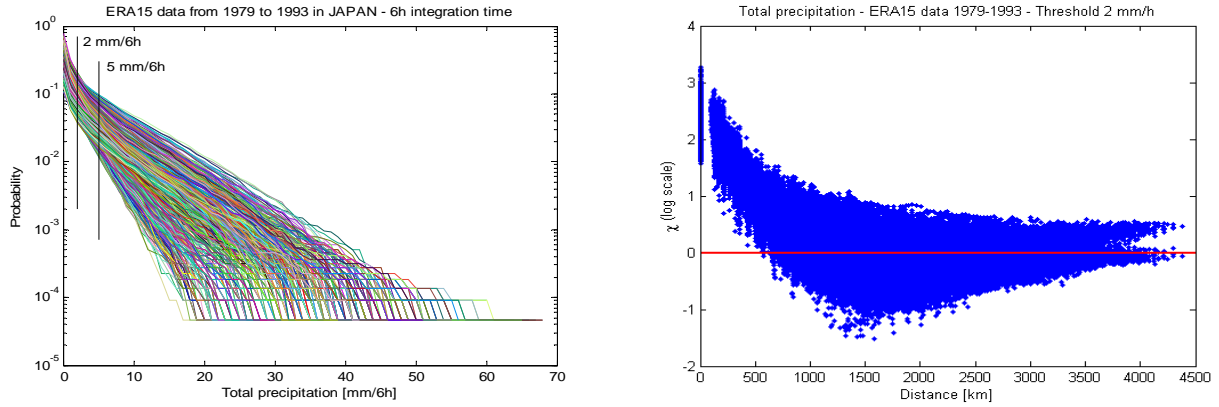 ERA15 data from 1979 to 1993 in JAPAN - 6h integration time
10^0
2 mm/6h
5 mm/6h
10^-1
10^-2
10^-3
10^-4
10^-5
Probability
0 10 20 30 40 50 60 70
Total precipitation [mm/6h]
Total precipitation - ERA15 data 1979-1993 - Threshold 2 mm/h
4
3
2
1
0
-1
-2
χ (log scale)
0 500 1000 1500 2000 2500 3000 3500 4000 4500
Distance [km]